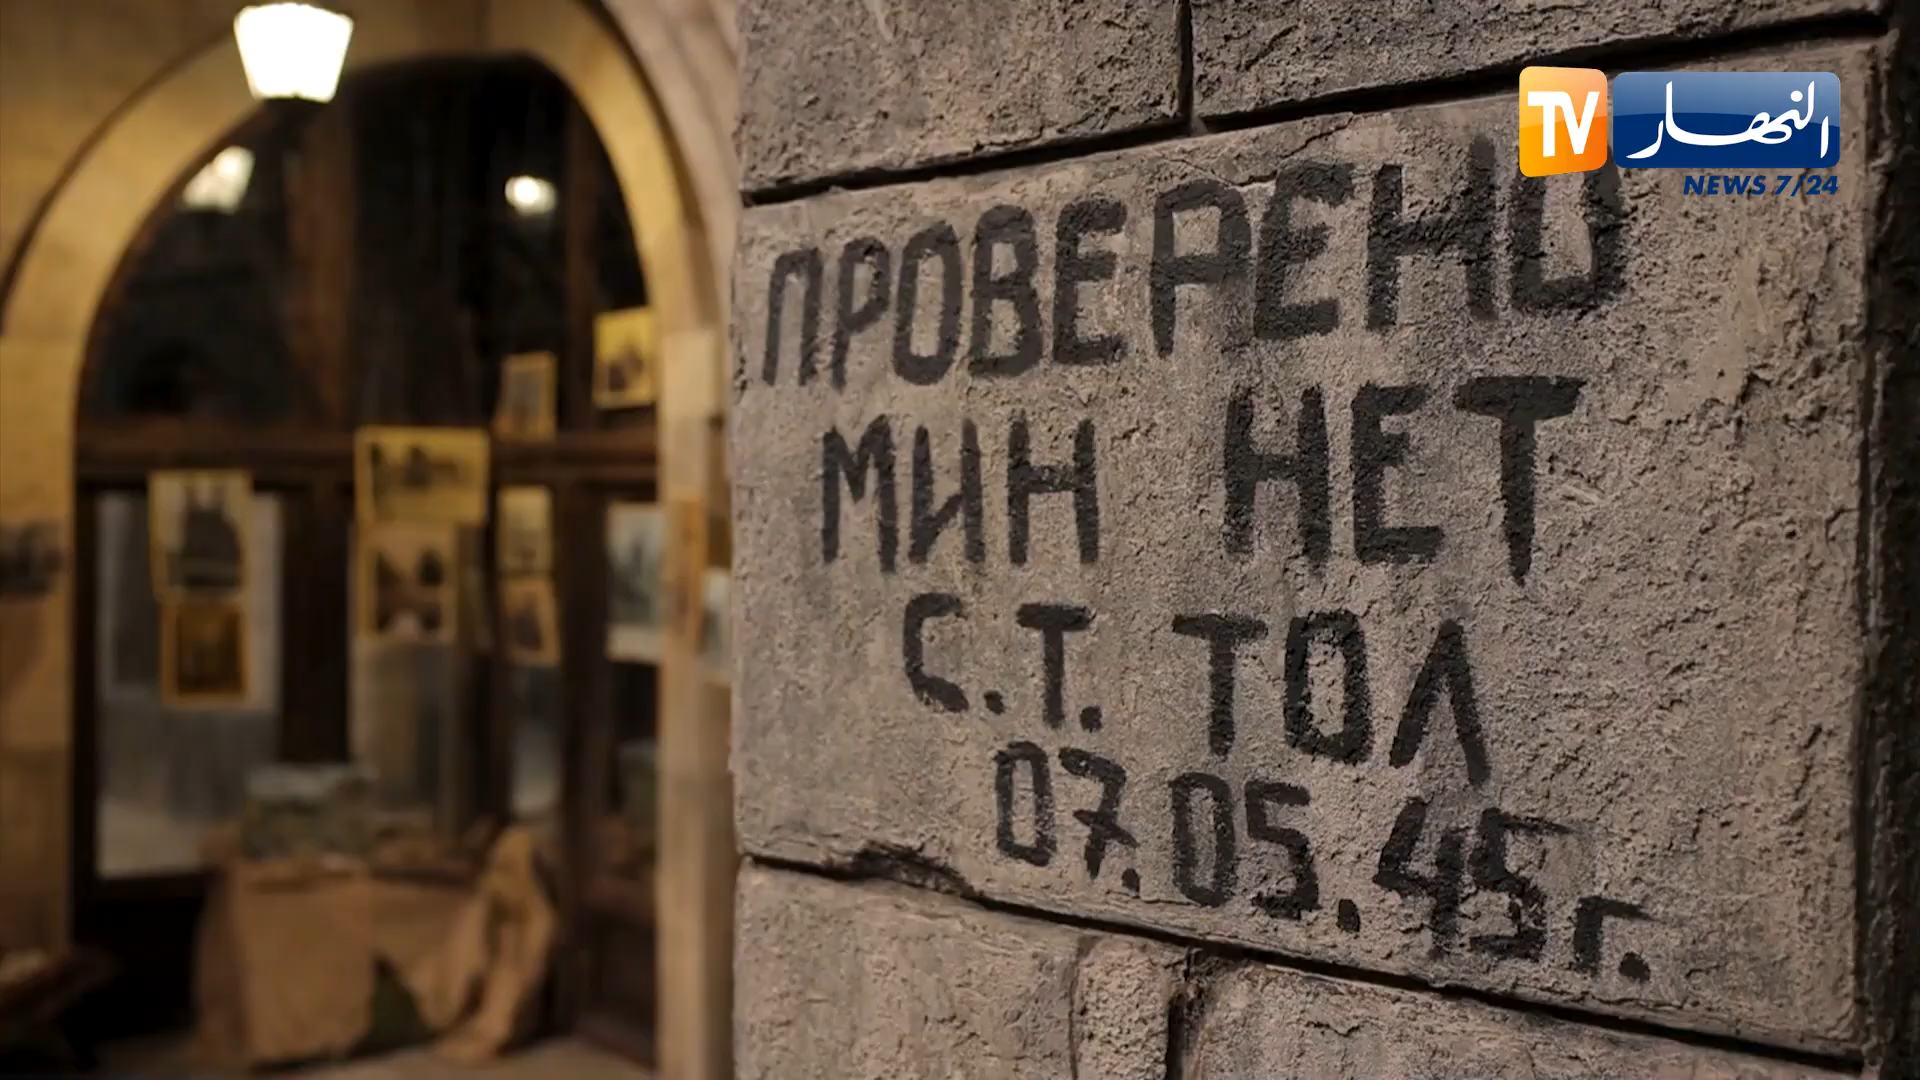 TV النهار
NEWS 7/24
ПРОВЕРЕНО
МИН НЕТ
С.Т. ТОЛ
07.05.45г.